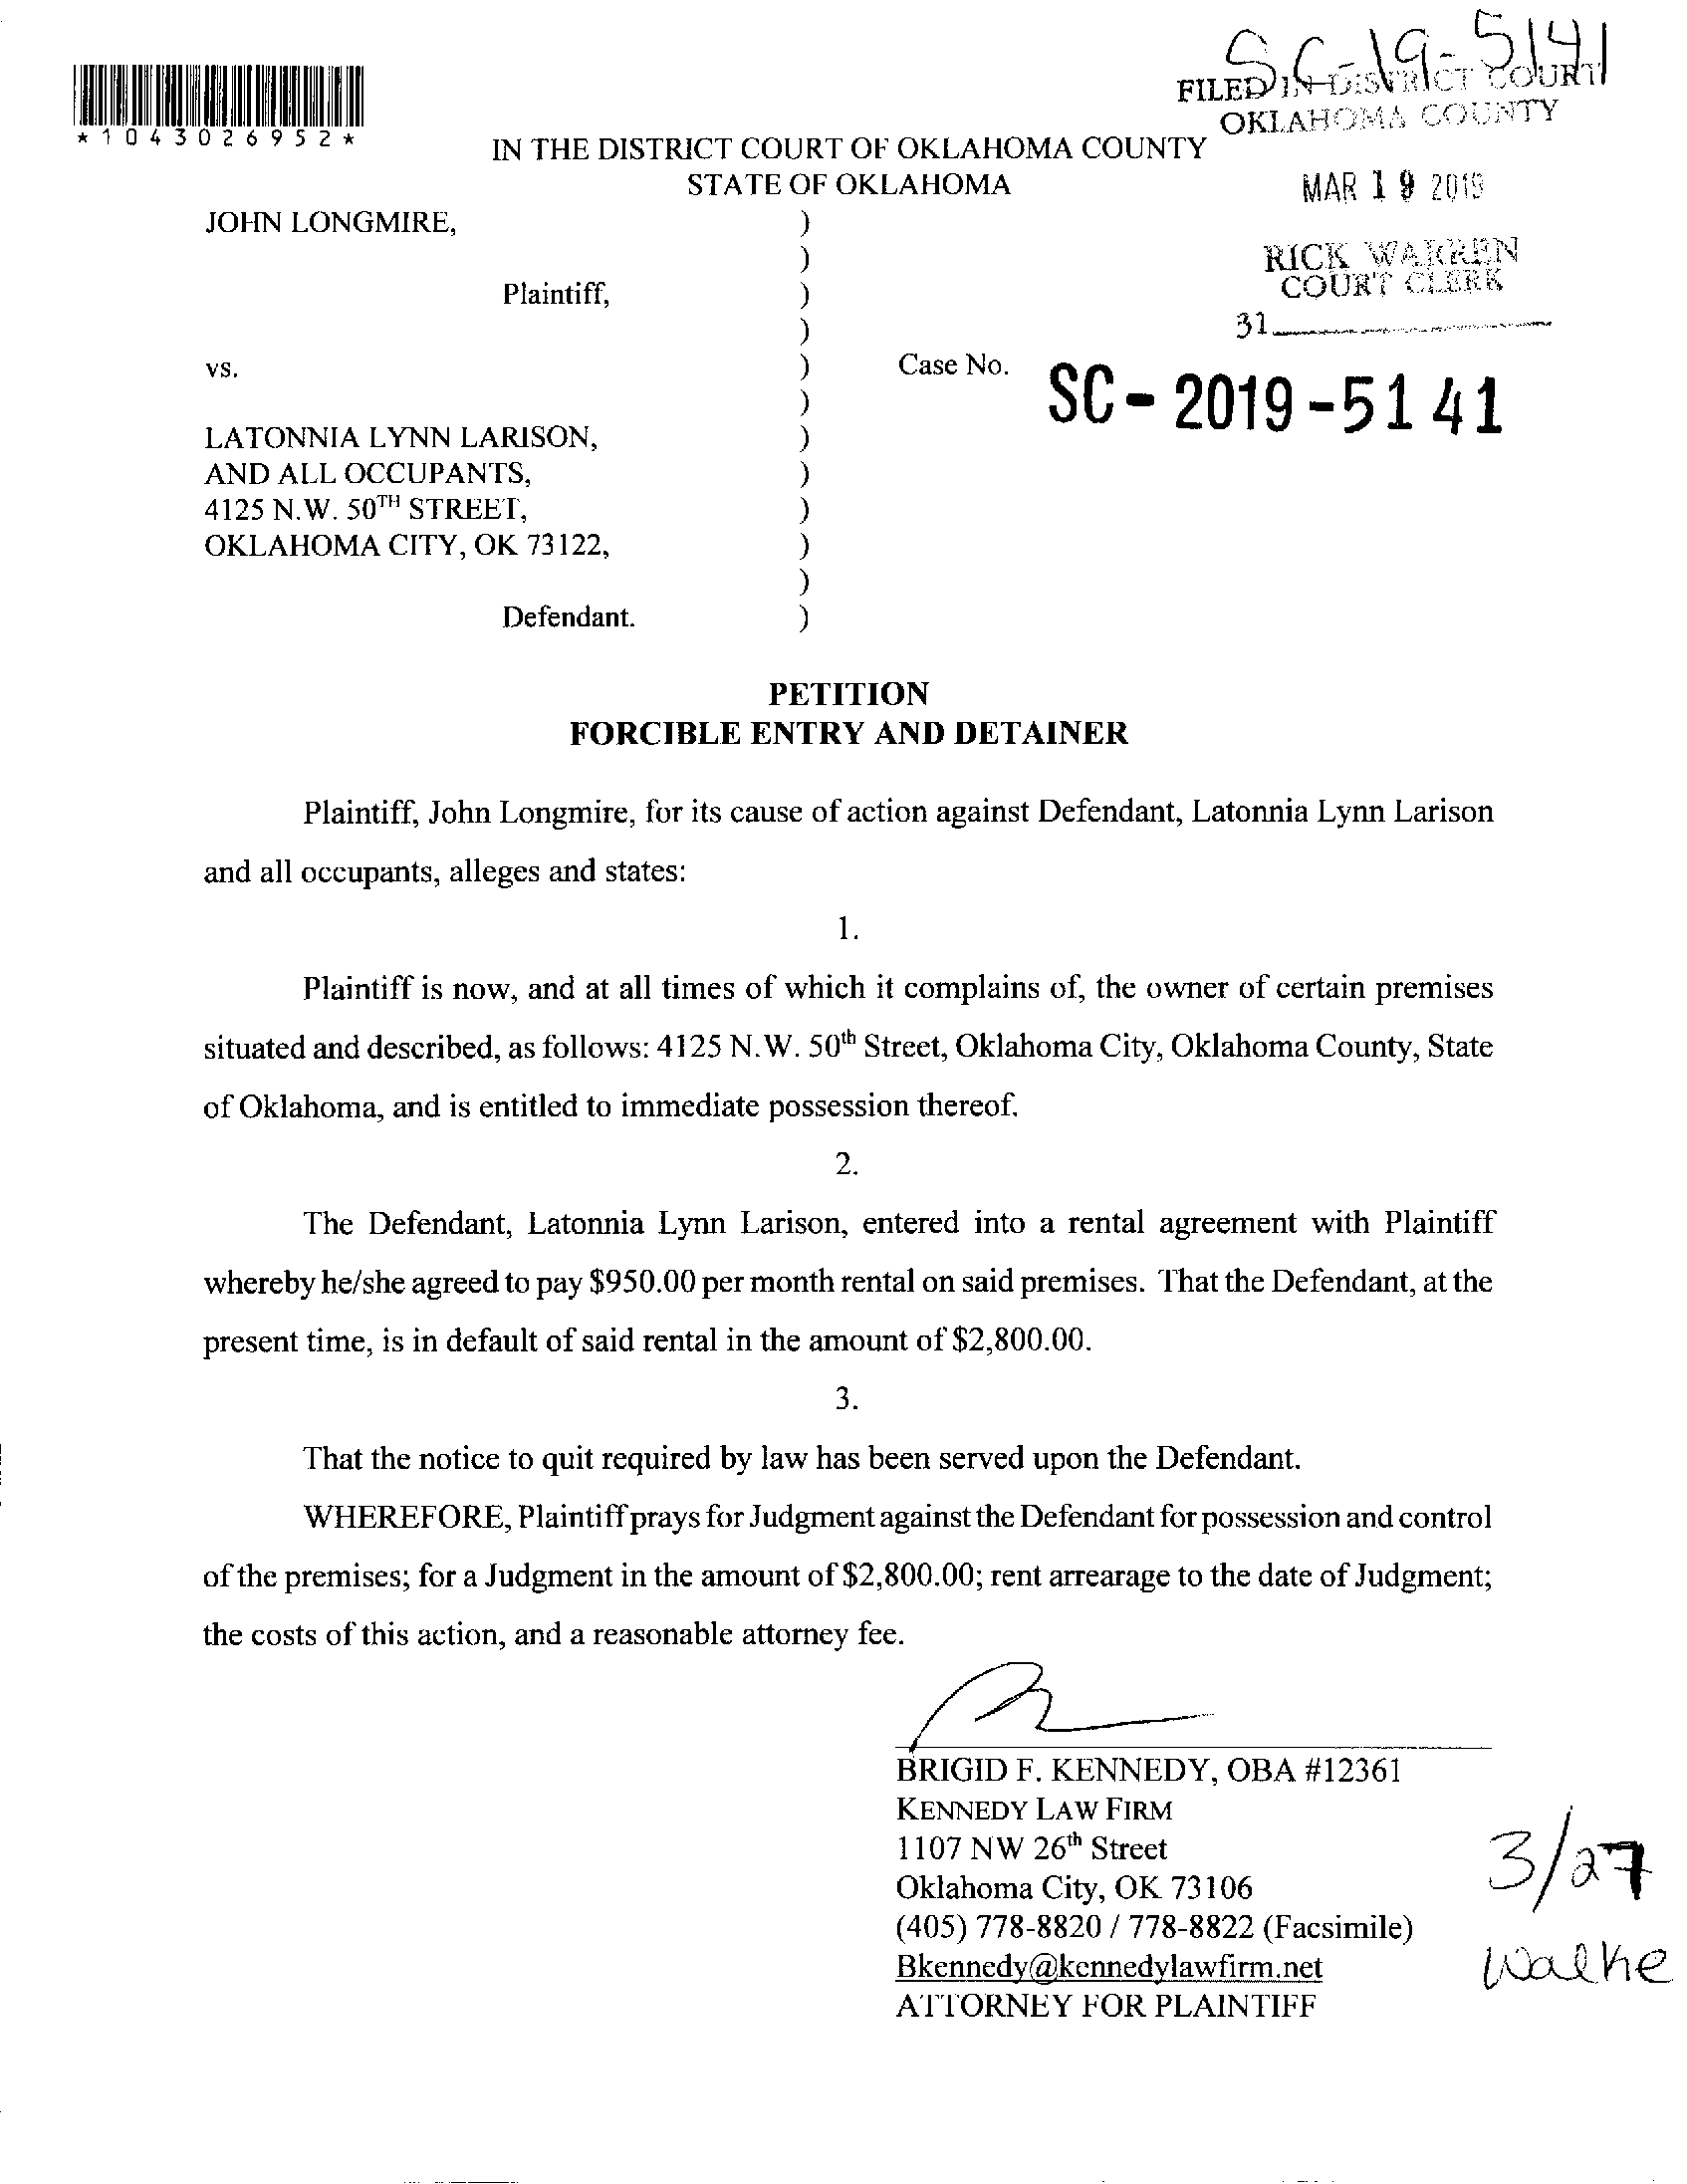 SC-19-5141
FILED IN DISTRICT COURT
OKLAHOMA COUNTY
*1043026952*
IN THE DISTRICT COURT OF OKLAHOMA COUNTY
STATE OF OKLAHOMA
MAR 19 2019
JOHN LONGMIRE, )
)
RICK WARREN
COURT CLERK
Plaintiff, )
31
)
vs. ) Case No. SC-2019-5141
)
LATONNIA LYNN LARISON, )
AND ALL OCCUPANTS, )
4125 N.W. 50TH STREET, )
OKLAHOMA CITY, OK 73122, )
)
Defendant. )
PETITION
FORCIBLE ENTRY AND DETAINER
Plaintiff, John Longmire, for its cause of action against Defendant, Latonnia Lynn Larison
and all occupants, alleges and states:
1.
Plaintiff is now, and at all times of which it complains of, the owner of certain premises
situated and described, as follows: 4125 N.W. 50th Street, Oklahoma City, Oklahoma County, State
of Oklahoma, and is entitled to immediate possession thereof.
2.
The Defendant, Latonnia Lynn Larison, entered into a rental agreement with Plaintiff
whereby he/she agreed to pay $950.00 per month rental on said premises. That the Defendant, at the
present time, is in default of said rental in the amount of $2,800.00.
3.
That the notice to quit required by law has been served upon the Defendant.
WHEREFORE, Plaintiff prays for Judgment against the Defendant for possession and control
of the premises; for a Judgment in the amount of $2,800.00; rent arrearage to the date of Judgment;
the costs of this action, and a reasonable attorney fee.
BRIGID F. KENNEDY, OBA #12361
KENNEDY LAW FIRM
1107 NW 26th Street
Oklahoma City, OK 73106
(405) 778-8820 / 778-8822 (Facsimile)
Bkennedy@kennedylawfirm.net
ATTORNEY FOR PLAINTIFF
3/27
Walke